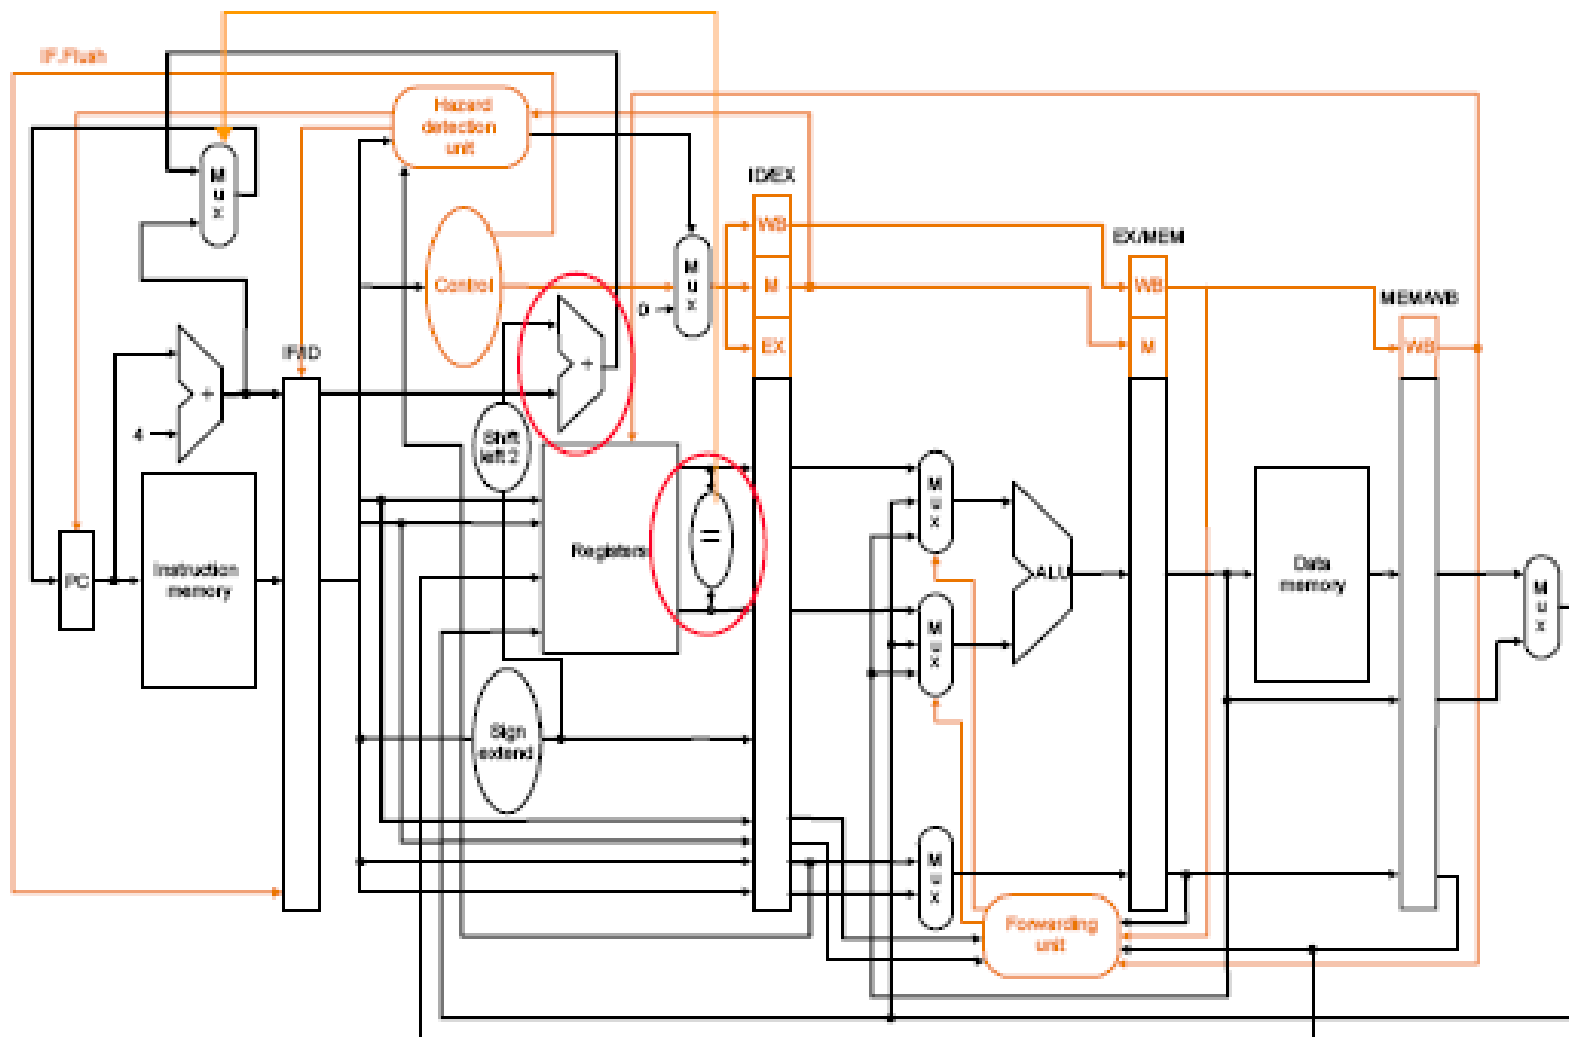 IF.Flush
Hazard
detection
unit
M
u
x
ID/EX
WB
EX/MEM
M
u
x
Control
M
WB
MEM/WB
0
+
IF/ID
EX
M
WB
+
4
Shift
left 2
M
u
x
=
Registers
Instruction
memory
PC
ALU
Data
memory
M
u
x
M
u
x
Sign
extend
M
u
x
Forwarding
unit